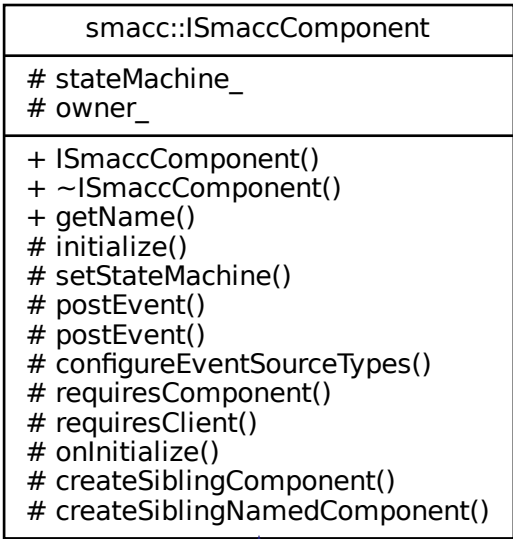 smacc::ISmaccComponent
# stateMachine_
# owner_
+ ISmaccComponent()
+ ~ISmaccComponent()
+ getName()
# initialize()
# setStateMachine()
# postEvent()
# postEvent()
# configureEventSourceTypes()
# requiresComponent()
# requiresClient()
# onInitialize()
# createSiblingComponent()
# createSiblingNamedComponent()